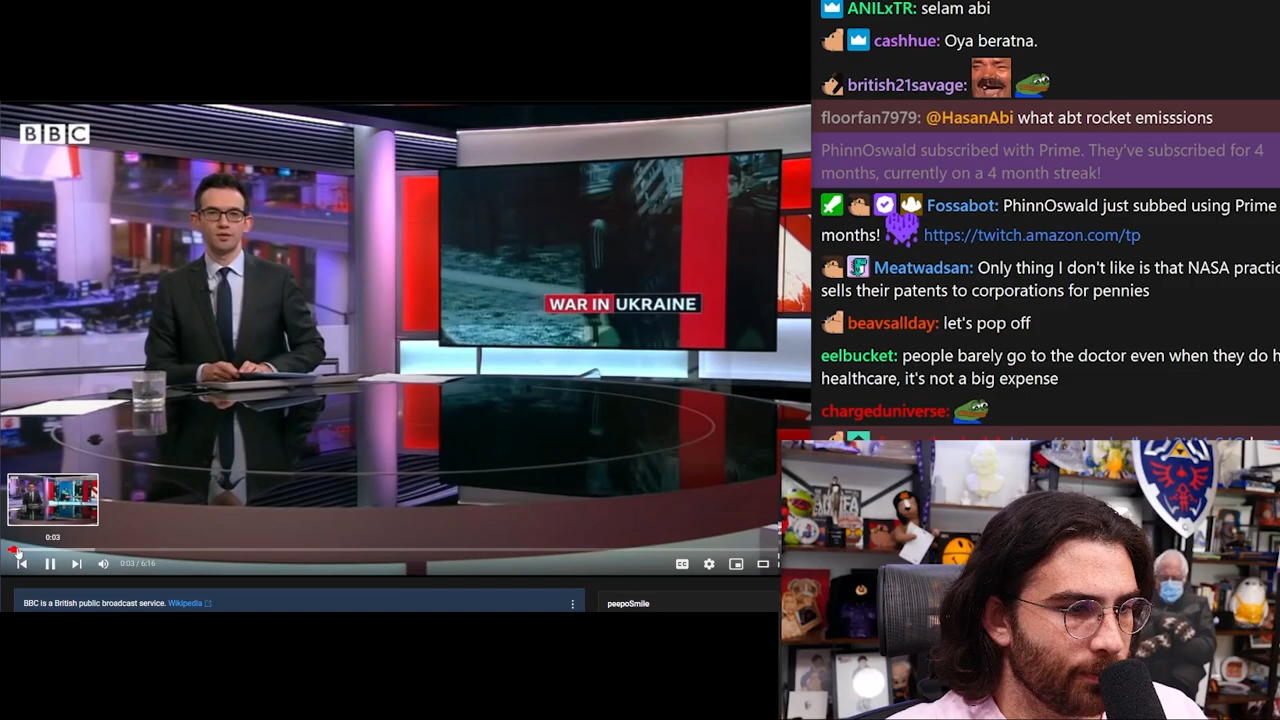 BBC
WAR IN UKRAINE
0:03
0:03 / 6:16
CC
BBC is a British public broadcast service. Wikipedia
peepoSmile
ANILxTR: selam abi
cashhue: Oya beratna.
british21savage:
floorfan7979: @HasanAbi what abt rocket emisssions
PhinnOswald subscribed with Prime. They've subscribed for 4
months, currently on a 4 month streak!
Fossabot: PhinnOswald just subbed using Prime
months! https://twitch.amazon.com/tp
Meatwadsan: Only thing I don't like is that NASA practic
sells their patents to corporations for pennies
beavsallday: let's pop off
eelbucket: people barely go to the doctor even when they do h
healthcare, it's not a big expense
chargeduniverse: